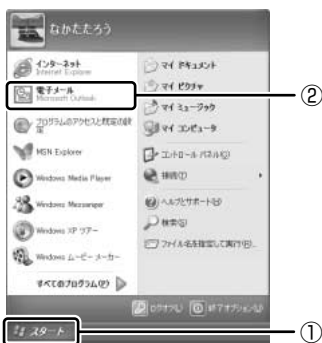 なかたたろう
インターネット
Internet Explorer
電子メール
Microsoft Outlook
プログラムのアクセスと既定の設定
MSN Explorer
Windows Media Player
Windows Messenger
Windows XP ツアー
Windows ムービー メーカー
すべてのプログラム(P)
マイ ドキュメント
マイ ピクチャ
マイ ミュージック
マイ コンピュータ
コントロール パネル(C)
接続(T)
ヘルプとサポート(H)
検索(S)
ファイル名を指定して実行(R)...
ログオフ(L)
終了オプション(U)
スタート
②
①